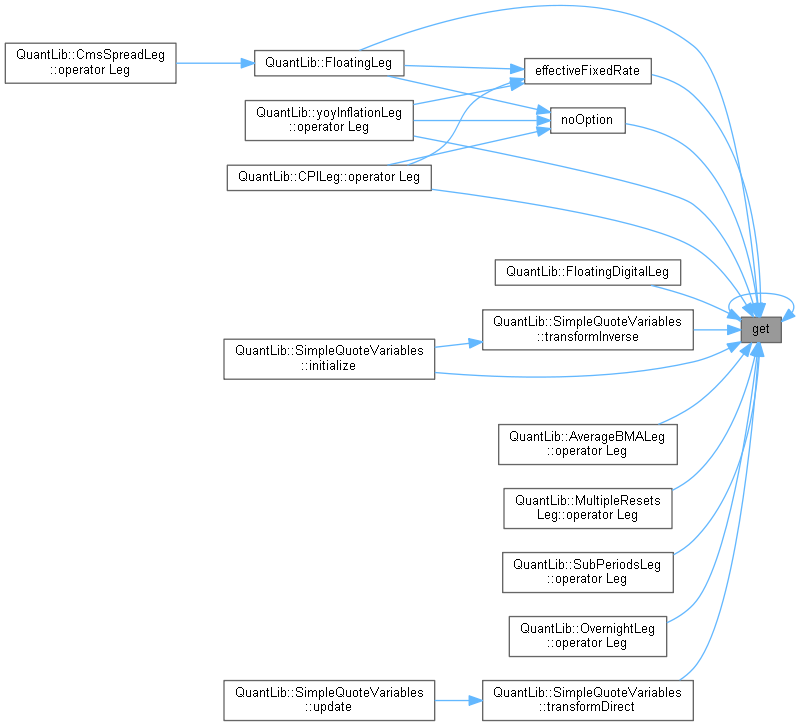 QuantLib::CmsSpreadLeg
::operator Leg
QuantLib::FloatingLeg
effectiveFixedRate
QuantLib::yoyInflationLeg
::operator Leg
noOption
QuantLib::CPILeg::operator Leg
QuantLib::FloatingDigitalLeg
QuantLib::SimpleQuoteVariables
::transformInverse
get
QuantLib::SimpleQuoteVariables
::initialize
QuantLib::AverageBMALeg
::operator Leg
QuantLib::MultipleResets
Leg::operator Leg
QuantLib::SubPeriodsLeg
::operator Leg
QuantLib::OvernightLeg
::operator Leg
QuantLib::SimpleQuoteVariables
::update
QuantLib::SimpleQuoteVariables
::transformDirect